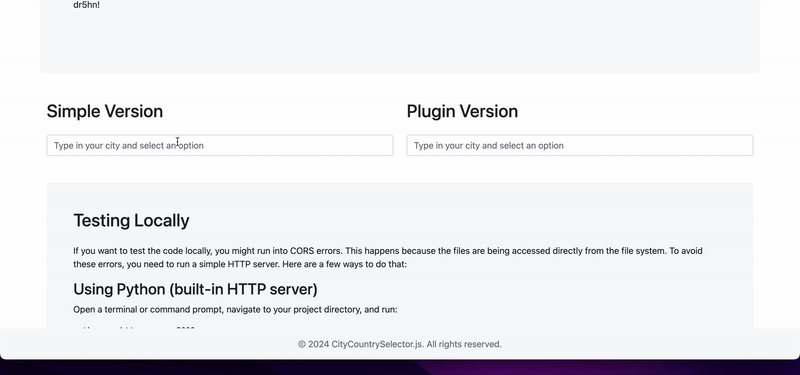 dr5hn!
Simple Version
Plugin Version
Type in your city and select an option
Type in your city and select an option
Testing Locally
If you want to test the code locally, you might run into CORS errors. This happens because the files are being accessed directly from the file system. To avoid
these errors, you need to run a simple HTTP server. Here are a few ways to do that:
Using Python (built-in HTTP server)
Open a terminal or command prompt, navigate to your project directory, and run:
© 2024 CityCountrySelector.js. All rights reserved.